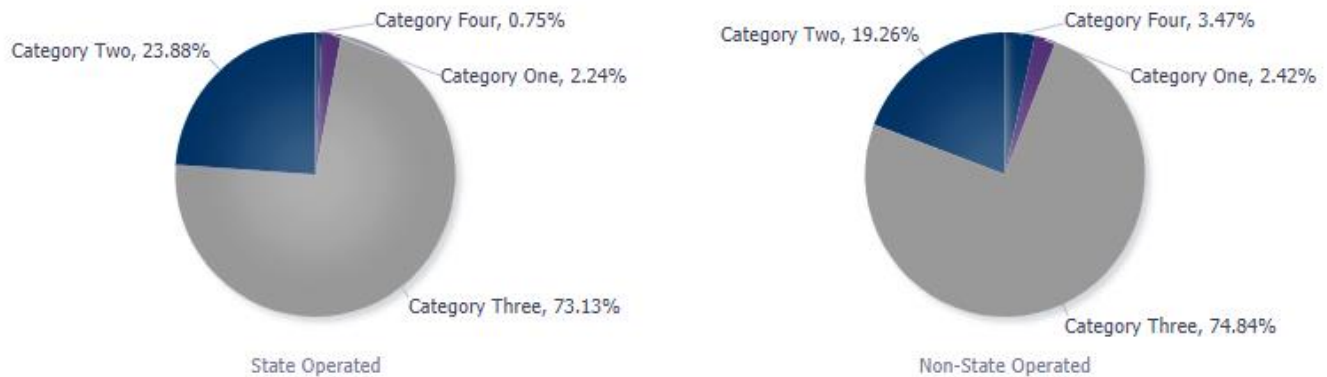 Category Four, 0.75%
Category Two, 23.88%
Category One, 2.24%
Category Three, 73.13%
State Operated
Category Four, 3.47%
Category Two, 19.26%
Category One, 2.42%
Category Three, 74.84%
Non-State Operated